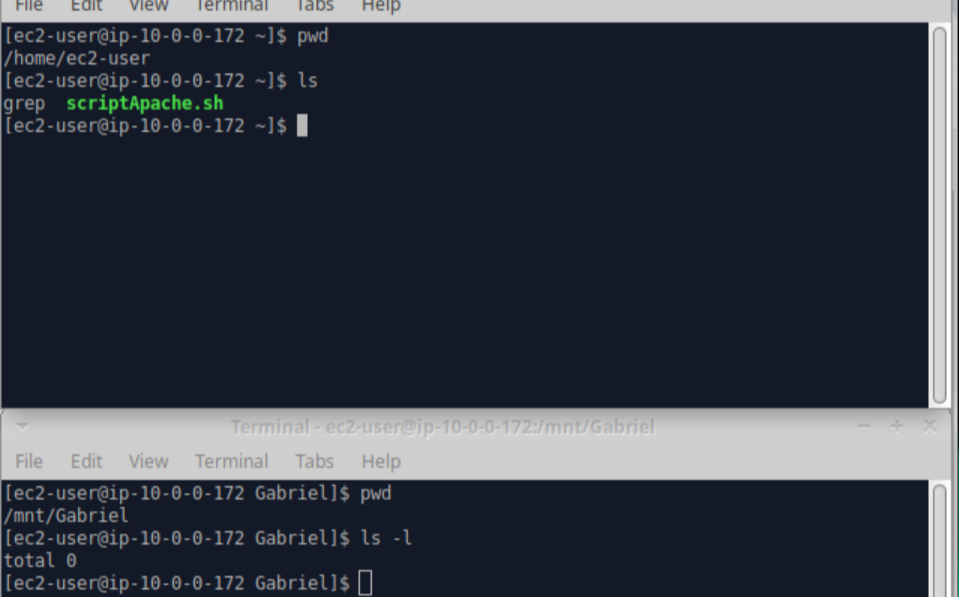 File Edit View Terminal Tabs Help
[ec2-user@ip-10-0-0-172 ~]$ pwd
/home/ec2-user
[ec2-user@ip-10-0-0-172 ~]$ ls
grep  scriptApache.sh
[ec2-user@ip-10-0-0-172 ~]$
Terminal - ec2-user@ip-10-0-0-172:/mnt/Gabriel
File Edit View Terminal Tabs Help
[ec2-user@ip-10-0-0-172 Gabriel]$ pwd
/mnt/Gabriel
[ec2-user@ip-10-0-0-172 Gabriel]$ ls -l
total 0
[ec2-user@ip-10-0-0-172 Gabriel]$